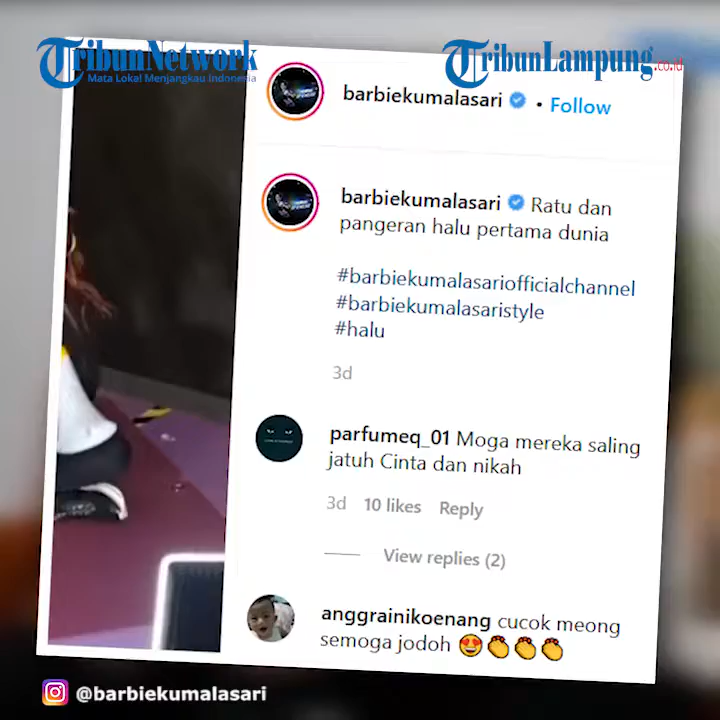 TribunNetwork
Mata Lokal Menjangkau Indonesia
TribunLampung.co.id
barbiekumalasari • Follow
barbiekumalasari Ratu dan
pangeran halu pertama dunia
#barbiekumalasariofficialchannel
#barbiekumalasaristyle
#halu
3d
parfumeq_01 Moga mereka saling
jatuh Cinta dan nikah
3d 10 likes Reply
View replies (2)
anggrainikoenang cucok meong
semoga jodoh 😍👏👏👏
@barbiekumalasari